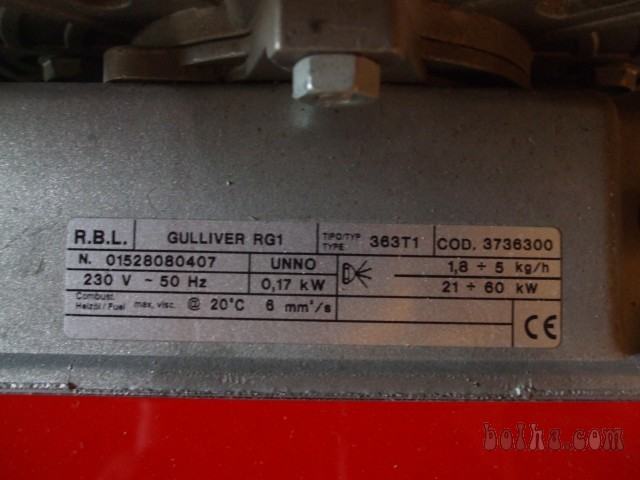 R.B.L. GULLIVER RG1 TIPO/TYP TYPE 363T1 COD. 3736300
N. 01528080407 UNNO 1,8 ÷ 5 kg/h
230 V ~ 50 Hz 0,17 kW 21 ÷ 60 kW
Combust.
Heizöl / Fuel max. visc. @ 20°C 6 mm²/s
CE
bolha.com